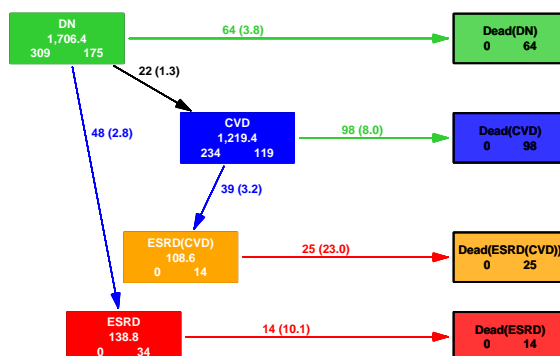 DN
1,706.4
309 175
64 (3.8)
Dead(DN)
0 64
22 (1.3)
48 (2.8)
CVD
1,219.4
234 119
98 (8.0)
Dead(CVD)
0 98
39 (3.2)
ESRD(CVD)
108.6
0 14
25 (23.0)
Dead(ESRD(CVD))
0 25
ESRD
138.8
0 34
14 (10.1)
Dead(ESRD)
0 14